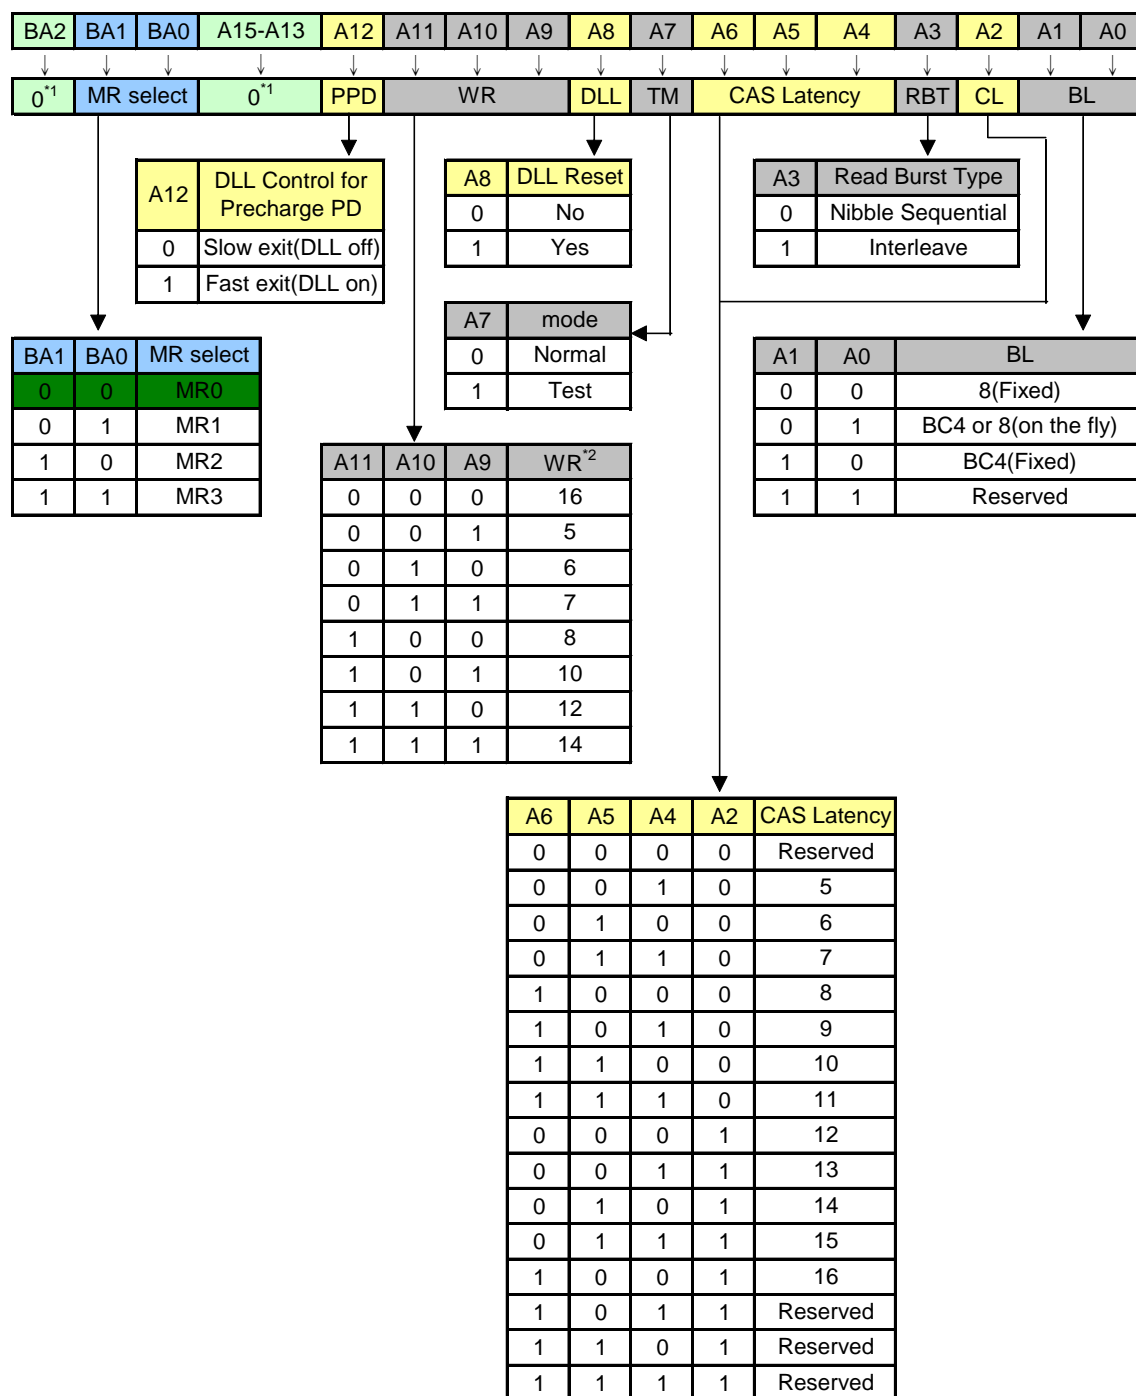 BA2 BA1 BA0 A15-A13 A12 A11 A10 A9 A8 A7 A6 A5 A4 A3 A2 A1 A0
0*1 MR select 0*1 PPD WR DLL TM CAS Latency RBT CL BL
A12 DLL Control for Precharge PD
0 Slow exit(DLL off)
1 Fast exit(DLL on)
A8 DLL Reset
0 No
1 Yes
A3 Read Burst Type
0 Nibble Sequential
1 Interleave
A7 mode
0 Normal
1 Test
BA1 BA0 MR select
0 0 MR0
0 1 MR1
1 0 MR2
1 1 MR3
A1 A0 BL
0 0 8(Fixed)
0 1 BC4 or 8(on the fly)
1 0 BC4(Fixed)
1 1 Reserved
A11 A10 A9 WR*2
0 0 0 16
0 0 1 5
0 1 0 6
0 1 1 7
1 0 0 8
1 0 1 10
1 1 0 12
1 1 1 14
A6 A5 A4 A2 CAS Latency
0 0 0 0 Reserved
0 0 1 0 5
0 1 0 0 6
0 1 1 0 7
1 0 0 0 8
1 0 1 0 9
1 1 0 0 10
1 1 1 0 11
0 0 0 1 12
0 0 1 1 13
0 1 0 1 14
0 1 1 1 15
1 0 0 1 16
1 0 1 1 Reserved
1 1 0 1 Reserved
1 1 1 1 Reserved